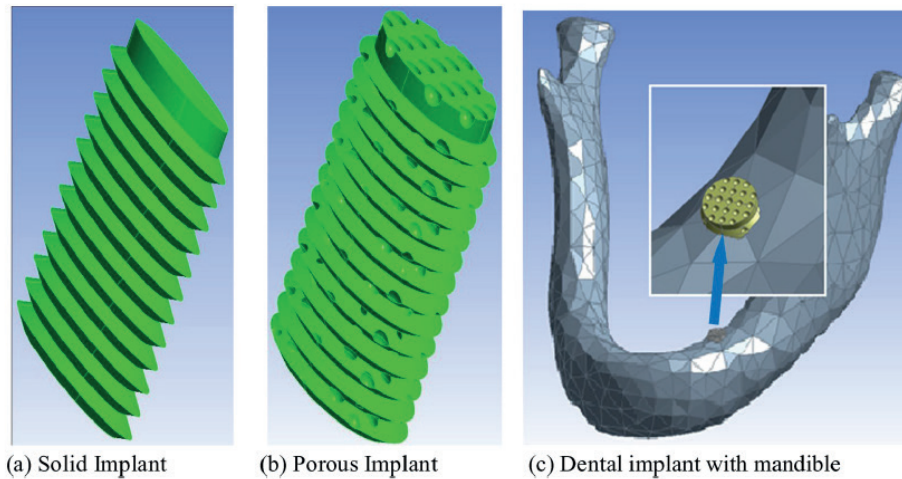 (a) Solid Implant
(b) Porous Implant
(c) Dental implant with mandible